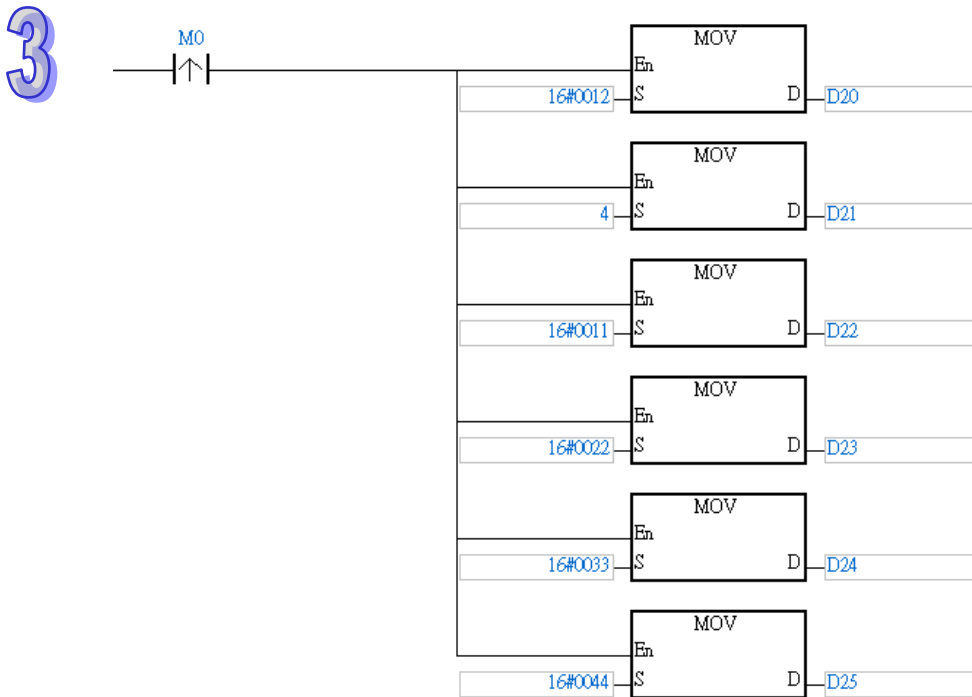 3
M0
MOV
En
16#0012 S D D20
MOV
En
4 S D D21
MOV
En
16#0011 S D D22
MOV
En
16#0022 S D D23
MOV
En
16#0033 S D D24
MOV
En
16#0044 S D D25